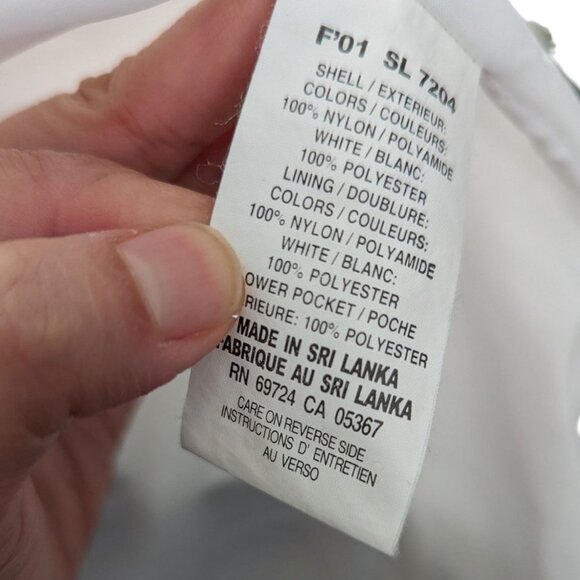 F'01 SL 7204
SHELL / EXTERIEUR:
COLORS / COULEURS:
100% NYLON / POLYAMIDE
WHITE / BLANC:
100% POLYESTER
LINING / DOUBLURE:
COLORS / COULEURS:
100% NYLON / POLYAMIDE
WHITE / BLANC:
100% POLYESTER
OWER POCKET / POCHE
RIEURE: 100% POLYESTER
MADE IN SRI LANKA
FABRIQUE AU SRI LANKA
RN 69724 CA 05367
CARE ON REVERSE SIDE
INSTRUCTIONS D' ENTRETIEN
AU VERSO